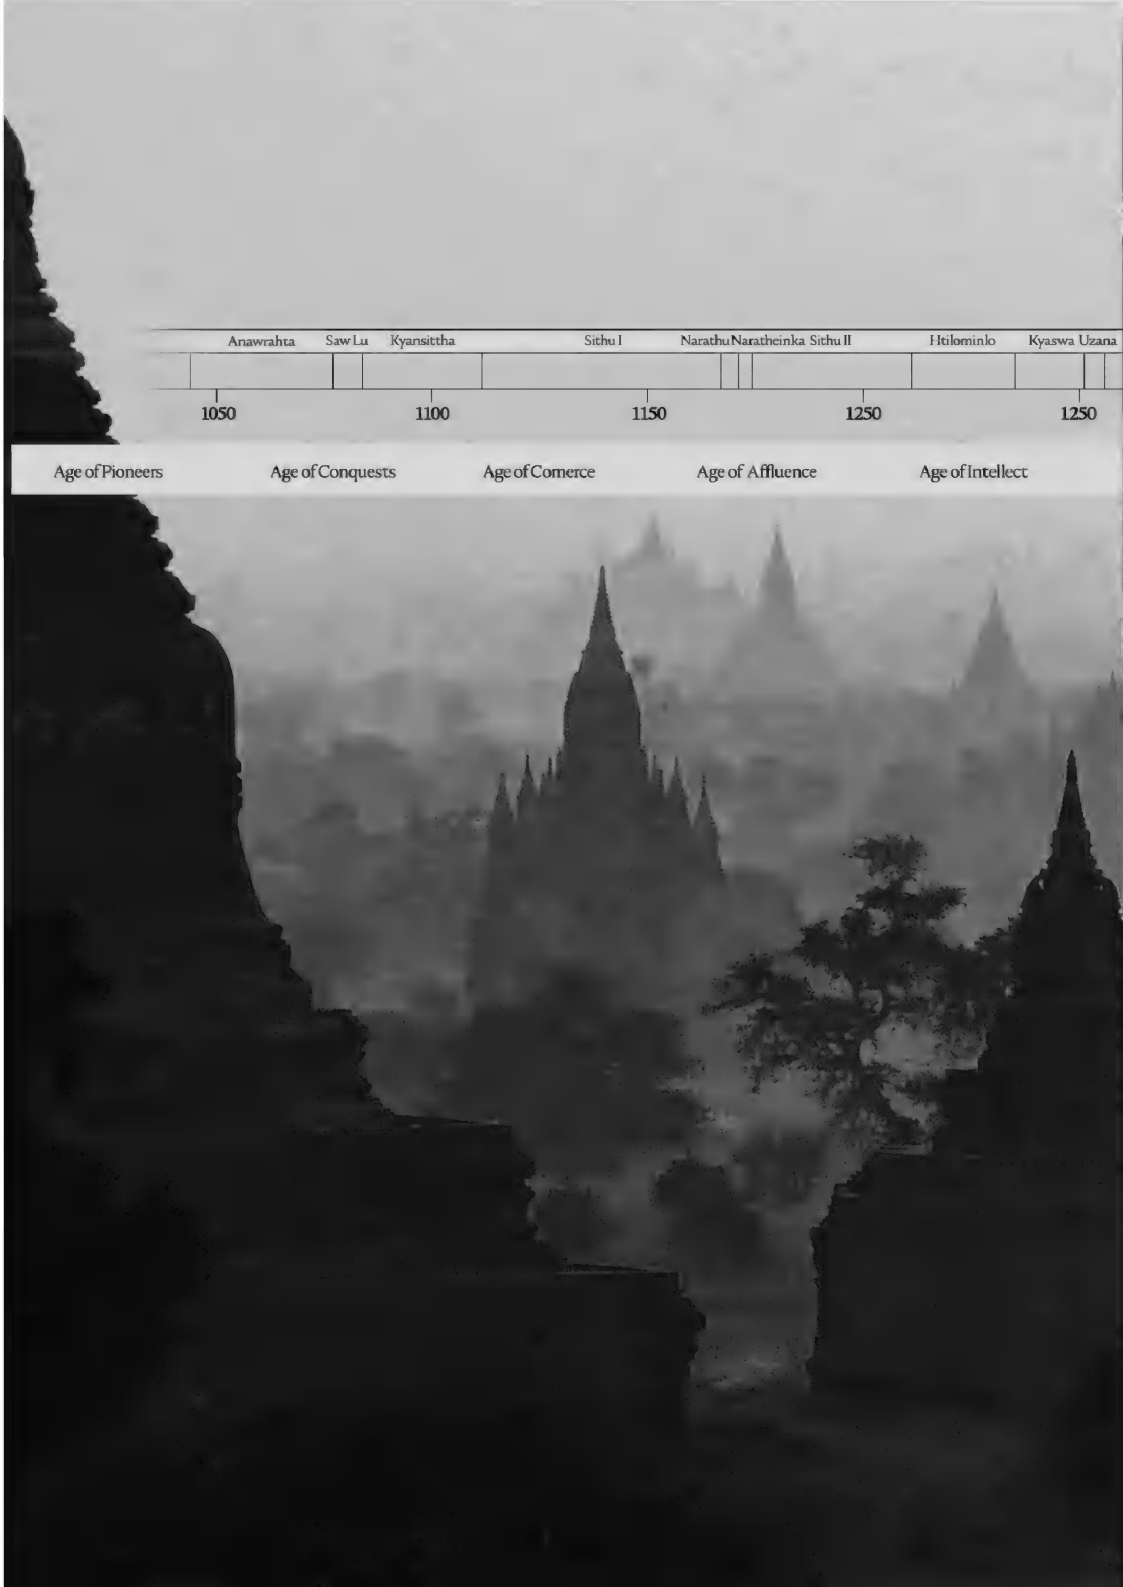 Anawrahta Saw Lu Kyansittha Sithu I Narathu Naratheinka Sithu II Htilominlo Kyaswa Uzana
1050 1100 1150 1250 1250
Age of Pioneers Age of Conquests Age of Comerce Age of Affluence Age of Intellect